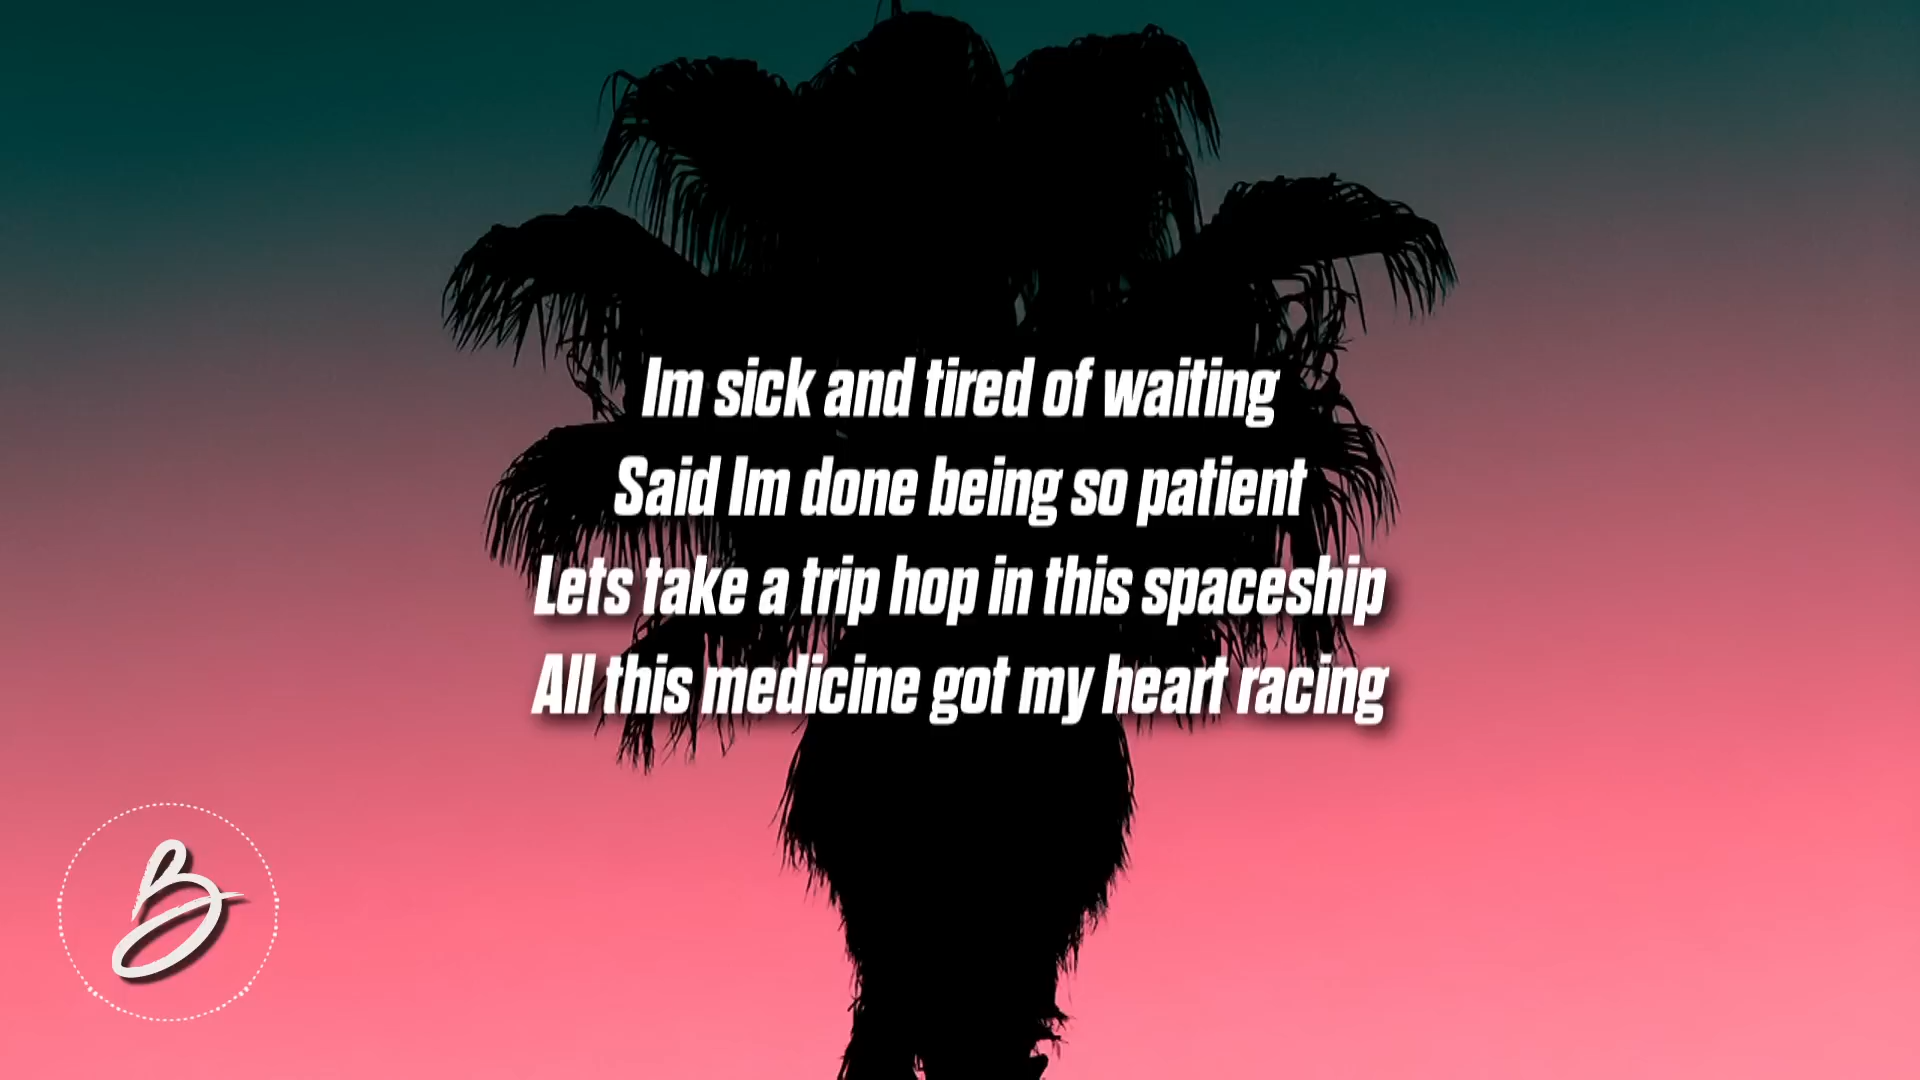 Im sick and tired of waiting
Said Im done being so patient
Lets take a trip hop in this spaceship
All this medicine got my heart racing
B